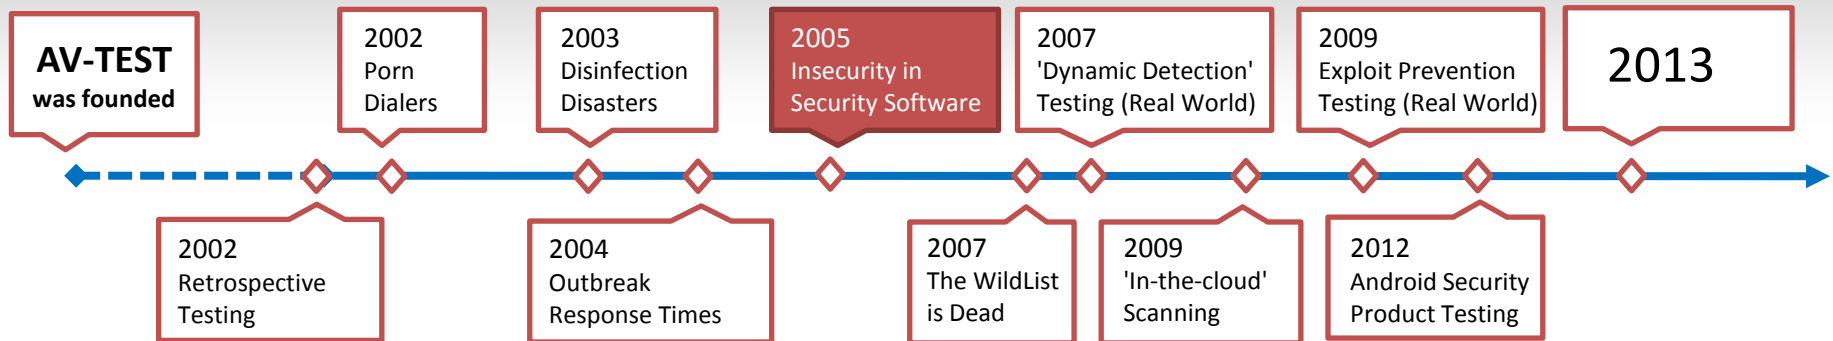 AV-TEST
was founded
2002
Porn
Dialers
2003
Disinfection
Disasters
2005
Insecurity in
Security Software
2007
'Dynamic Detection'
Testing (Real World)
2009
Exploit Prevention
Testing (Real World)
2013
2002
Retrospective
Testing
2004
Outbreak
Response Times
2007
The WildList
is Dead
2009
'In-the-cloud'
Scanning
2012
Android Security
Product Testing